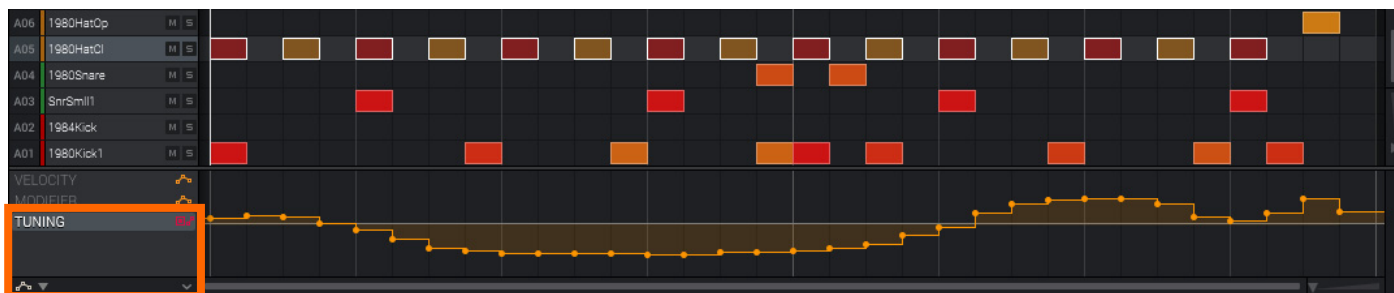 A06 1980HatOp M S
A05 1980HatCl M S
A04 1980Snare M S
A03 SnrSmll1 M S
A02 1984Kick M S
A01 1980Kick1 M S
VELOCITY
MODIFIER
TUNING